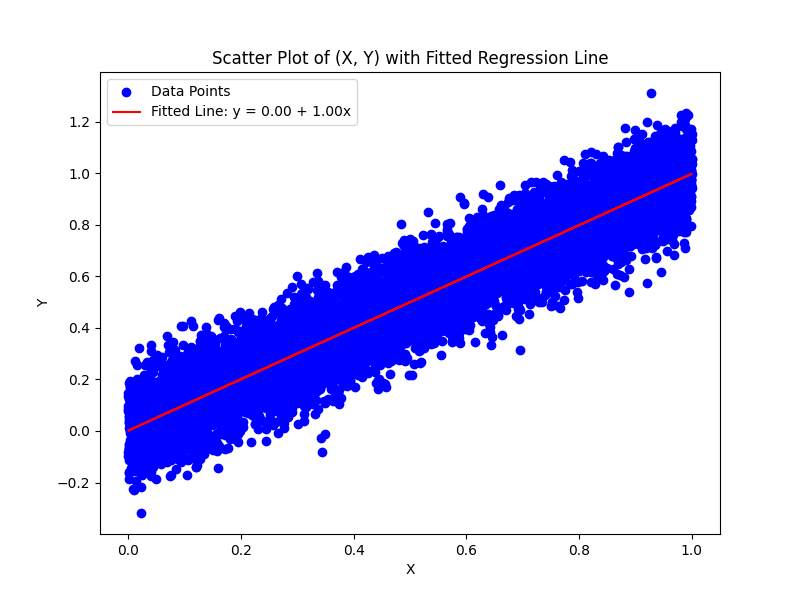 Scatter Plot of (X, Y) with Fitted Regression Line
Data Points
Fitted Line: y = 0.00 + 1.00x
1.2
1.0
0.8
0.6
0.4
0.2
0.0
−0.2
Y
0.0 0.2 0.4 0.6 0.8 1.0
X